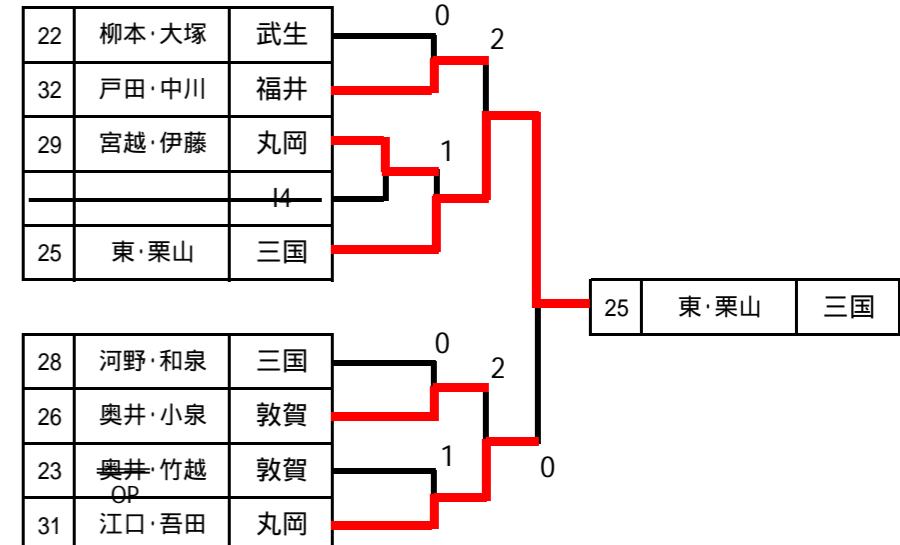 22 柳本・大塚 武生 0
2
32 戸田・中川 福井
29 宮越・伊藤 丸岡 1
I4
25 東・栗山 三国
25 東・栗山 三国
28 河野・和泉 三国 0
2
26 奥井・小泉 敦賀
23 奥井・竹越 敦賀 1
0
OP
31 江口・吾田 丸岡